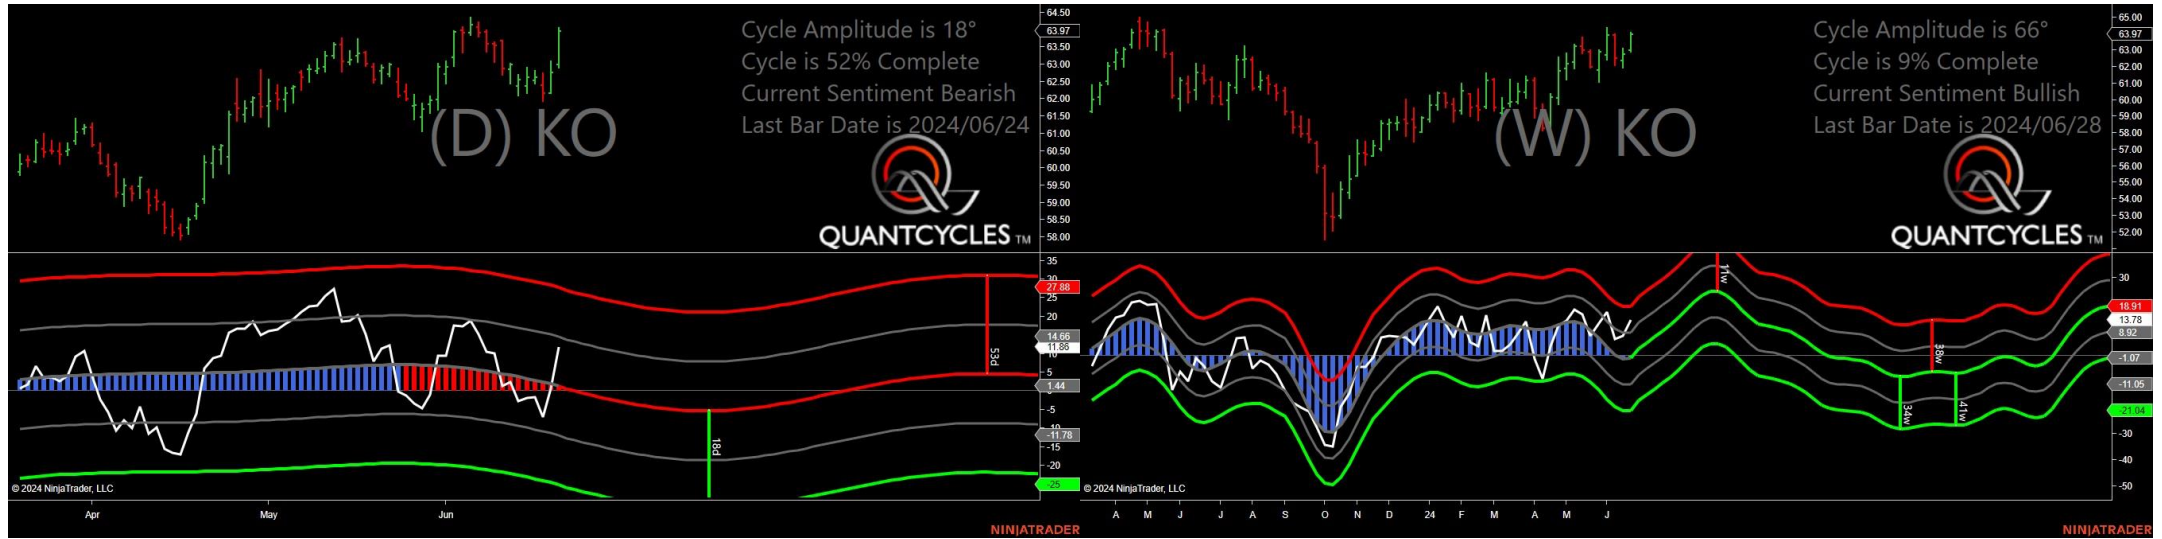 Cycle Amplitude is 18°
Cycle is 52% Complete
Current Sentiment Bearish
Last Bar Date is 2024/06/24
(D) KO
QUANTCYCLES TM
64.50
63.97
63.50
63.00
62.50
62.00
61.50
61.00
60.50
60.00
59.50
59.00
58.50
58.00
35
30
27.88
25
20
14.66
11.86
10
5
1.44
-5
-10
-11.78
-15
-20
-25
53d
18d
© 2024 NinjaTrader, LLC
Apr May Jun
NINJATRADER
Cycle Amplitude is 66°
Cycle is 9% Complete
Current Sentiment Bullish
Last Bar Date is 2024/06/28
(W) KO
QUANTCYCLES TM
65.00
63.97
63.00
62.00
61.00
60.00
59.00
58.00
57.00
56.00
55.00
54.00
53.00
52.00
30
18.91
13.78
8.92
-1.07
-11.05
-21.04
-30
-40
-50
11w
38w
34w
41w
© 2024 NinjaTrader, LLC
A M J J A S O N D 24 F M A M J
NINJATRADER